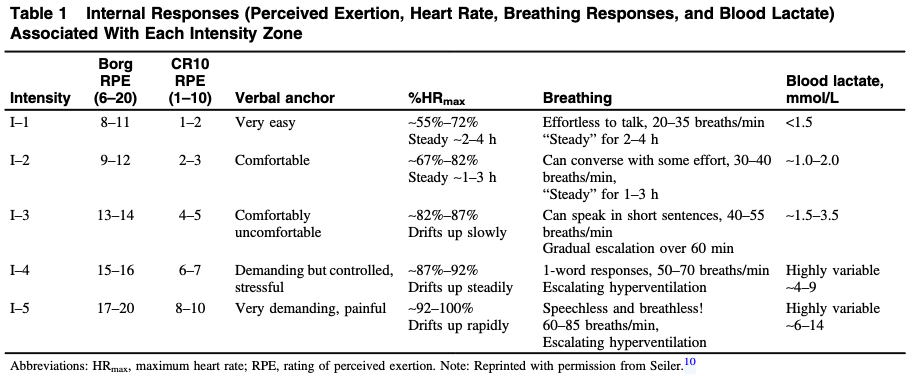 Table 1 Internal Responses (Perceived Exertion, Heart Rate, Breathing Responses, and Blood Lactate)
Associated With Each Intensity Zone
Intensity
Borg
RPE
(6–20)
CR10
RPE
(1–10)
Verbal anchor
%HRmax
Breathing
Blood lactate,
mmol/L
I–1 8–11 1–2 Very easy ~55%–72% Effortless to talk, 20–35 breaths/min <1.5
Steady ~2–4 h “Steady” for 2–4 h
I–2 9–12 2–3 Comfortable ~67%–82% Can converse with some effort, 30–40 ~1.0–2.0
Steady ~1–3 h breaths/min,
“Steady” for 1–3 h
I–3 13–14 4–5 Comfortably ~82%–87% Can speak in short sentences, 40–55 ~1.5–3.5
uncomfortable Drifts up slowly breaths/min
Gradual escalation over 60 min
I–4 15–16 6–7 Demanding but controlled, ~87%–92% 1-word responses, 50–70 breaths/min Highly variable
stressful Drifts up steadily Escalating hyperventilation ~4–9
I–5 17–20 8–10 Very demanding, painful ~92–100% Speechless and breathless! Highly variable
Drifts up rapidly 60–85 breaths/min, ~6–14
Escalating hyperventilation
Abbreviations: HRmax, maximum heart rate; RPE, rating of perceived exertion. Note: Reprinted with permission from Seiler.10